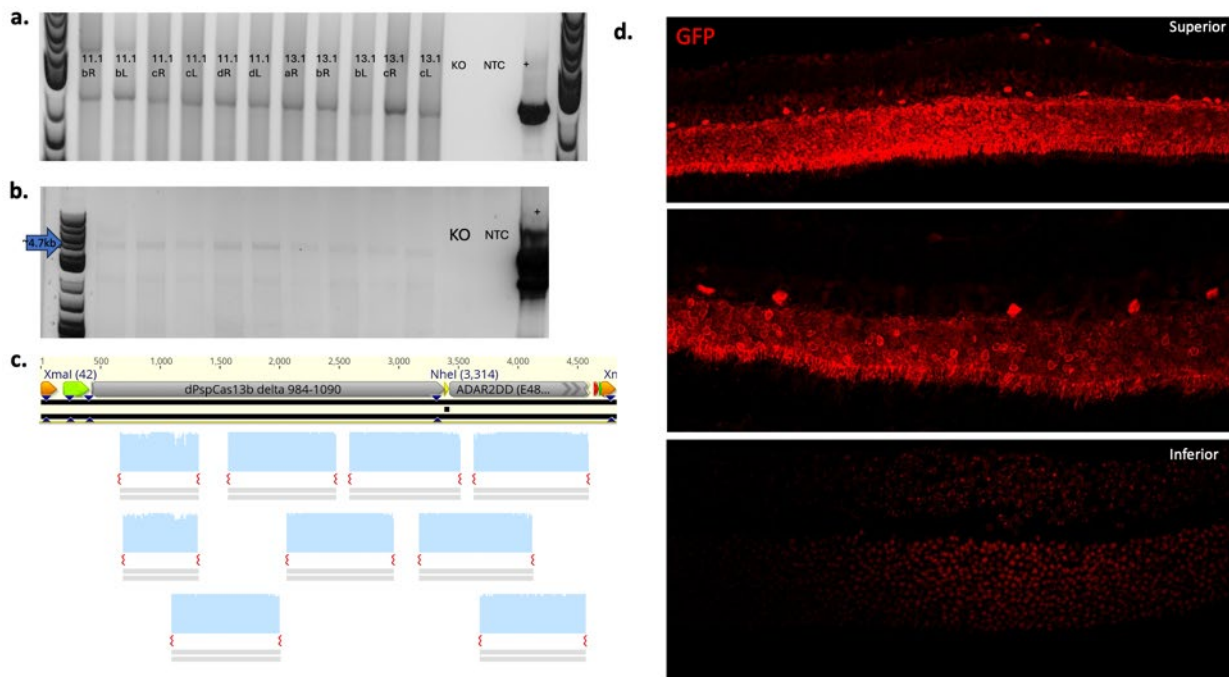 a.
11.1 11.1 11.1 11.1 11.1 11.1 13.1 13.1 13.1 13.1 13.1
bR bL cR cL dR dL aR bR bL cR cL
KO NTC +
b.
~4.7kb
KO NTC +
c.
1 500 1,000 1,500 2,000 2,500 3,000 3,500 4,000 4,500
XmaI (42) NheI (3,314) Xn
dPspCas13b delta 984-1090 ADAR2DD (E48...
d.
GFP
Superior
Inferior